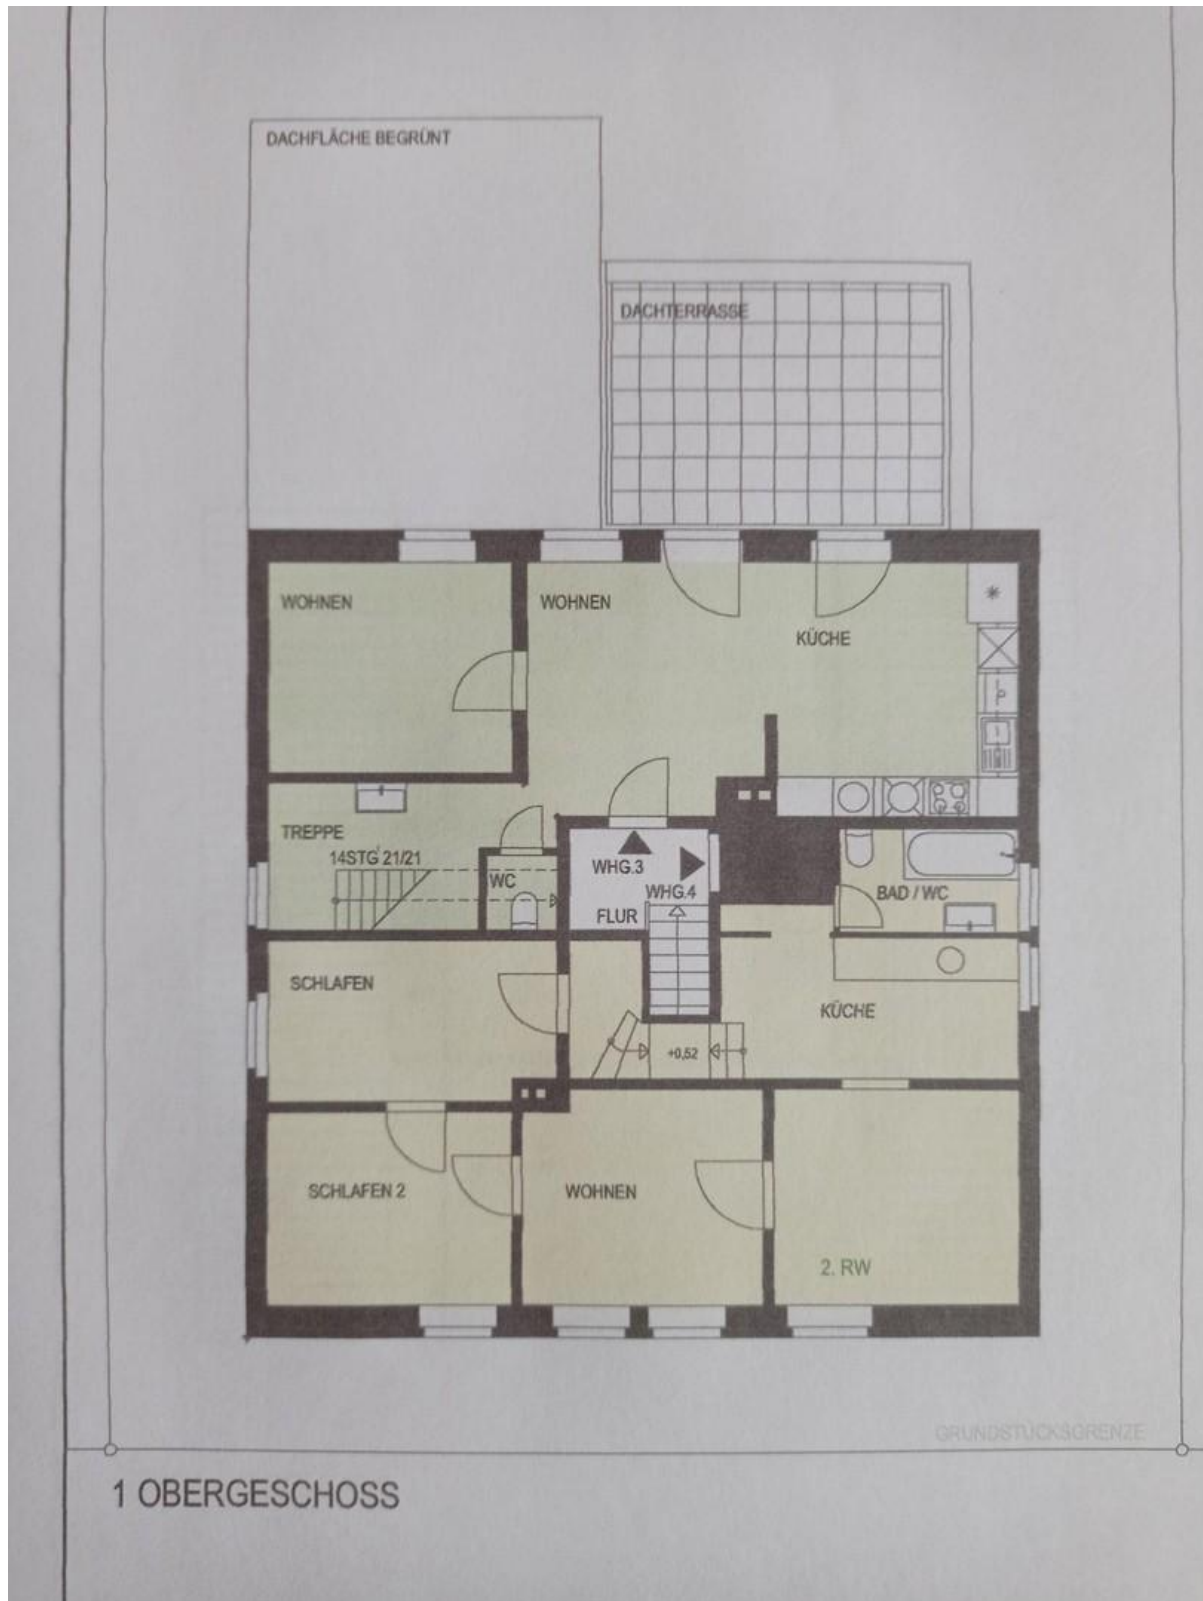 DACHFLÄCHE BEGRÜNT
DACHTERRASSE
WOHNEN
WOHNEN
KÜCHE
TREPPE
14STG 21/21
WC
WHG.3
WHG.4
FLUR
BAD / WC
SCHLAFEN
KÜCHE
+0,52
SCHLAFEN 2
WOHNEN
2. RW
GRUNDSTÜCKSGRENZE
1 OBERGESCHOSS